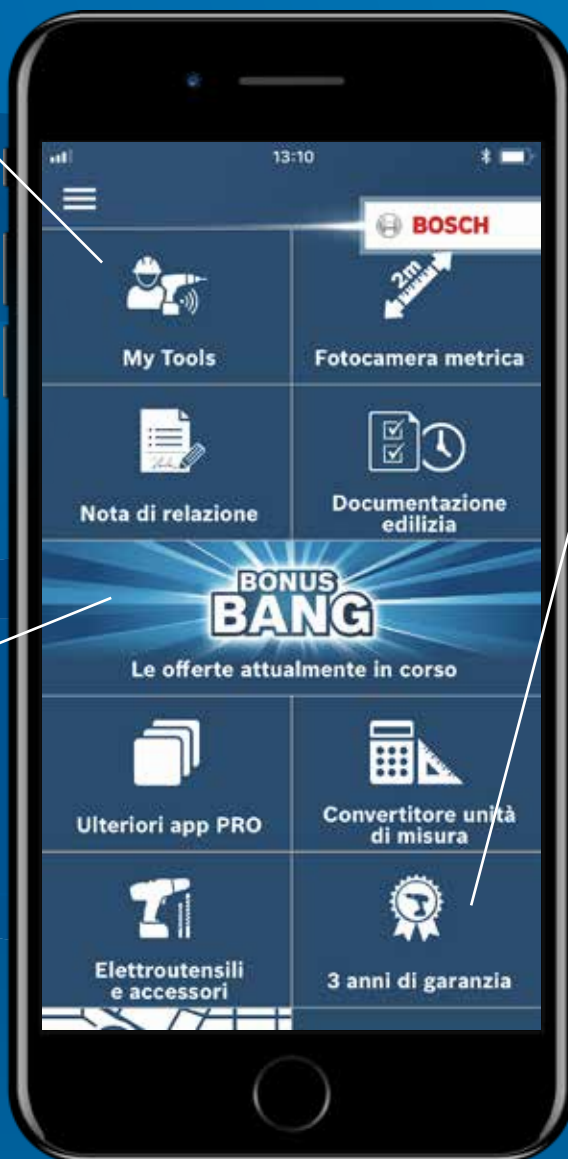 13:10
BOSCH
2m
My Tools
Fotocamera metrica
Nota di relazione
Documentazione
edilizia
BONUS
BANG
Le offerte attualmente in corso
Ulteriori app PRO
Convertitore unità
di misura
Elettroutensili
e accessori
3 anni di garanzia